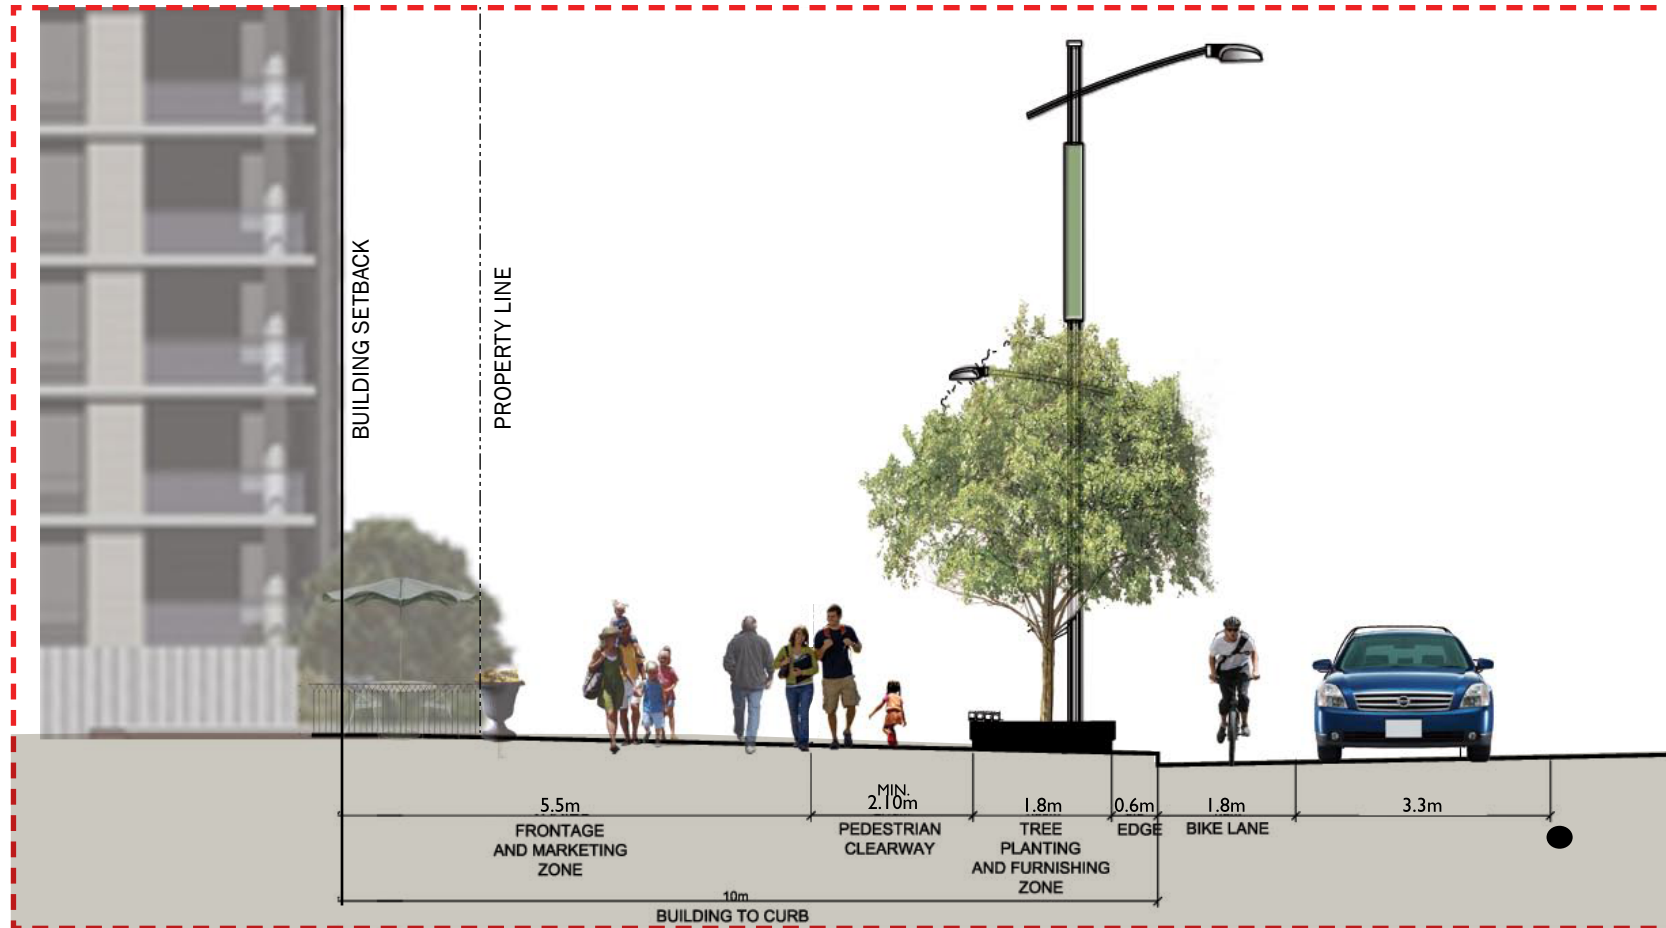 BUILDING SETBACK
PROPERTY LINE
5.5m
MIN.
2.10m
1.8m
0.6m
1.8m
3.3m
FRONTAGE
AND MARKETING
ZONE
PEDESTRIAN
CLEARWAY
TREE
PLANTING
AND FURNISHING
ZONE
EDGE
BIKE LANE
10m
BUILDING TO CURB